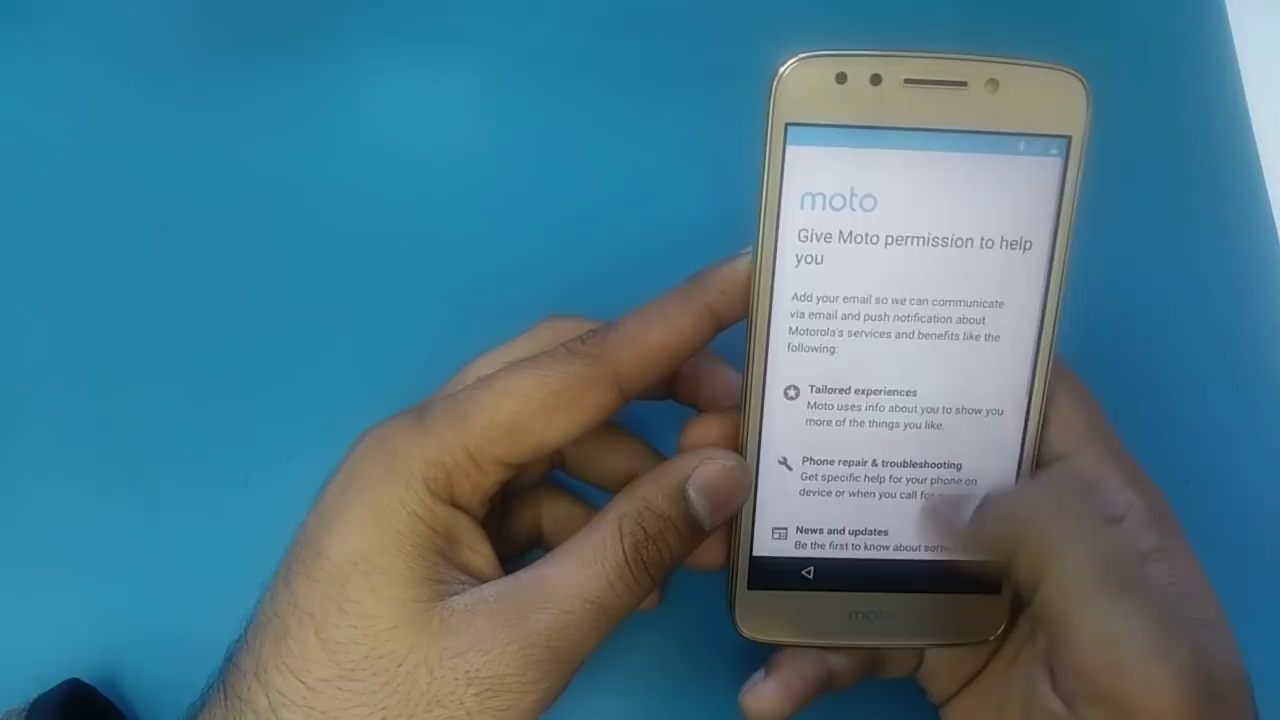 moto
Give Moto permission to help
you
Add your email so we can communicate
via email and push notification about
Motorola's services and benefits like the
following:
Tailored experiences
Moto uses info about you to show you
more of the things you like.
Phone repair & troubleshooting
Get specific help for your phone on
device or when you call for
News and updates
Be the first to know about
moto